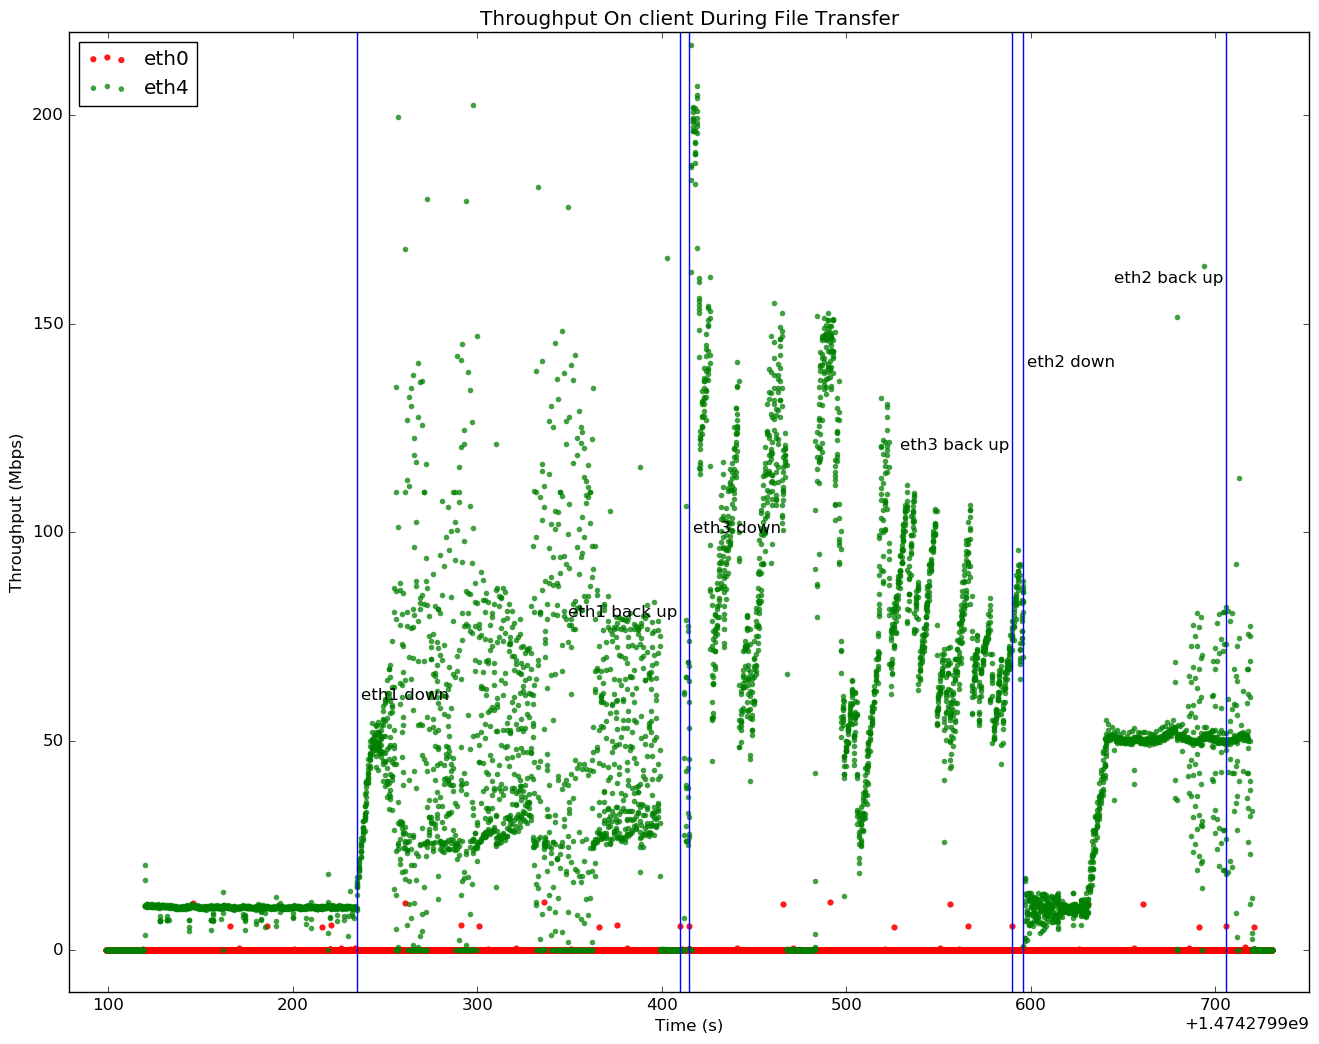 Throughput On client During File Transfer
eth0
eth4
Throughput (Mbps)
200
150
100
50
0
eth2 back up
eth2 down
eth3 back up
eth3 down
eth1 back up
eth1 down
100
200
300
400
500
600
700
Time (s)
+1.4742799e9